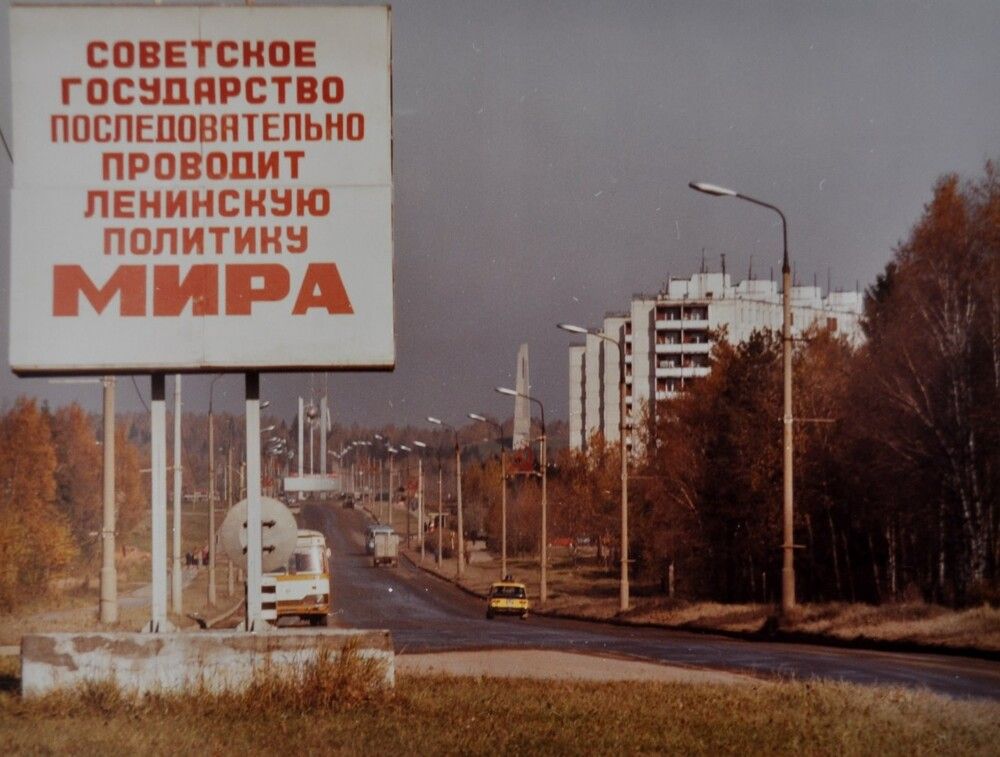 СОВЕТСКОЕ
ГОСУДАРСТВО
ПОСЛЕДОВАТЕЛЬНО
ПРОВОДИТ
ЛЕНИНСКУЮ
ПОЛИТИКУ
МИРА